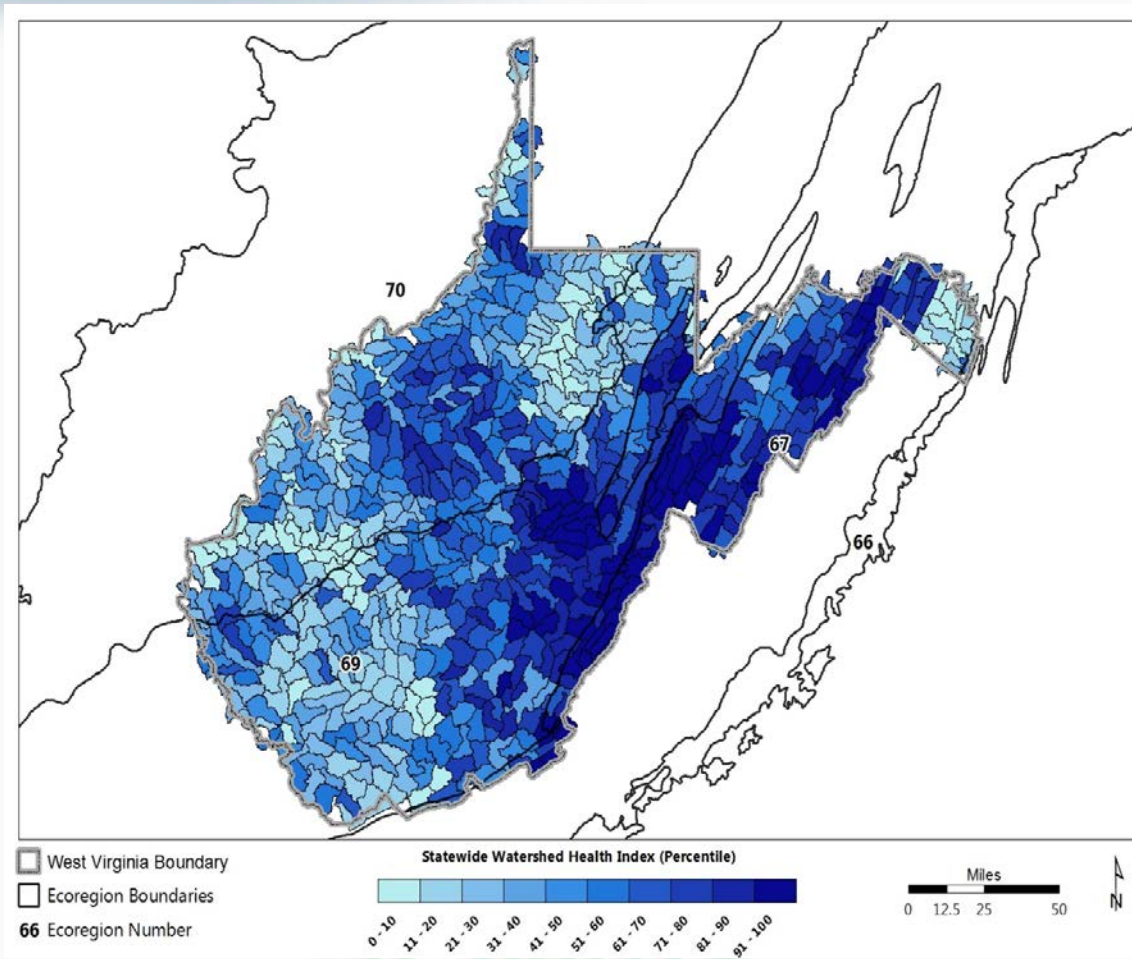 70
67
66
69
West Virginia Boundary
Ecoregion Boundaries
66 Ecoregion Number
Statewide Watershed Health Index (Percentile)
0 - 10
11 - 20
21 - 30
31 - 40
41 - 50
51 - 60
61 - 70
71 - 80
81 - 90
91 - 100
Miles
0 12.5 25 50
N